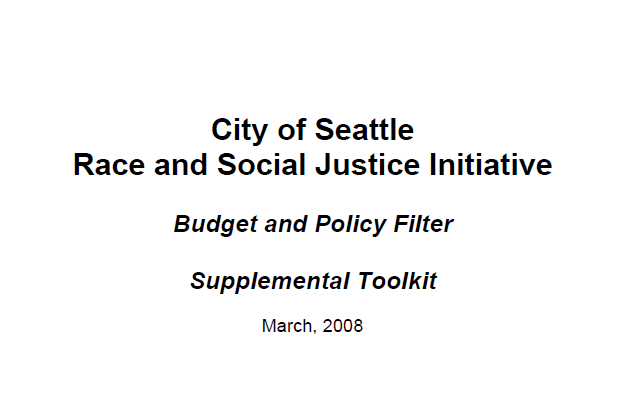 City of Seattle
Race and Social Justice Initiative
Budget and Policy Filter
Supplemental Toolkit
March, 2008